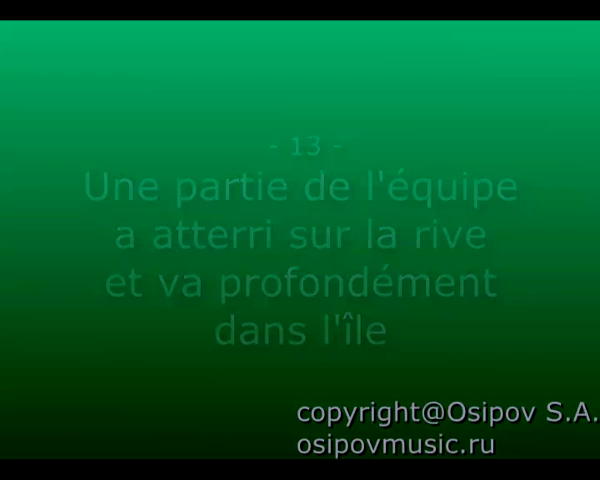 - 13 -
Une partie de l'équipe
a atterri sur la rive
et va profondément
dans l'île
copyright@Osipov S.A.
osipovmusic.ru